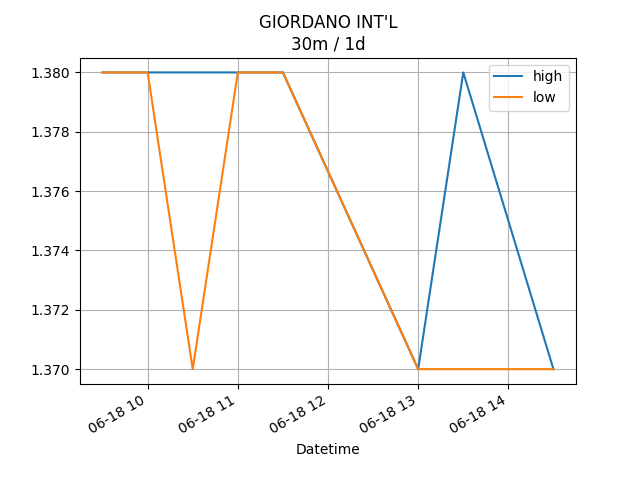 GIORDANO INT'L
30m / 1d
high
low
1.380
1.378
1.376
1.374
1.372
1.370
06-18 10
06-18 11
06-18 12
06-18 13
06-18 14
Datetime